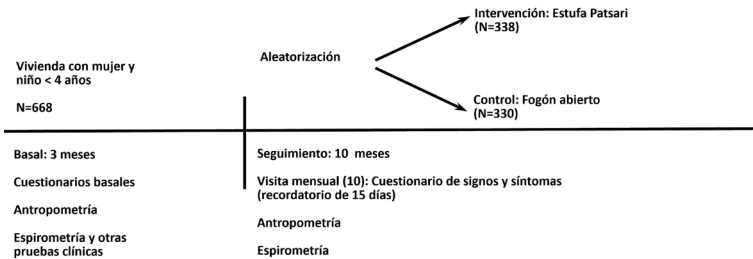 Intervención: Estufa Patsari
(N=338)
Aleatorización
Vivienda con mujer y
niño < 4 años
N=668
Control: Fogón abierto
(N=330)
Basal: 3 meses
Cuestionarios basales
Antropometría
Espirometría y otras
pruebas clínicas
Seguimiento: 10 meses
Visita mensual (10): Cuestionario de signos y síntomas
(recordatorio de 15 días)
Antropometría
Espirometría